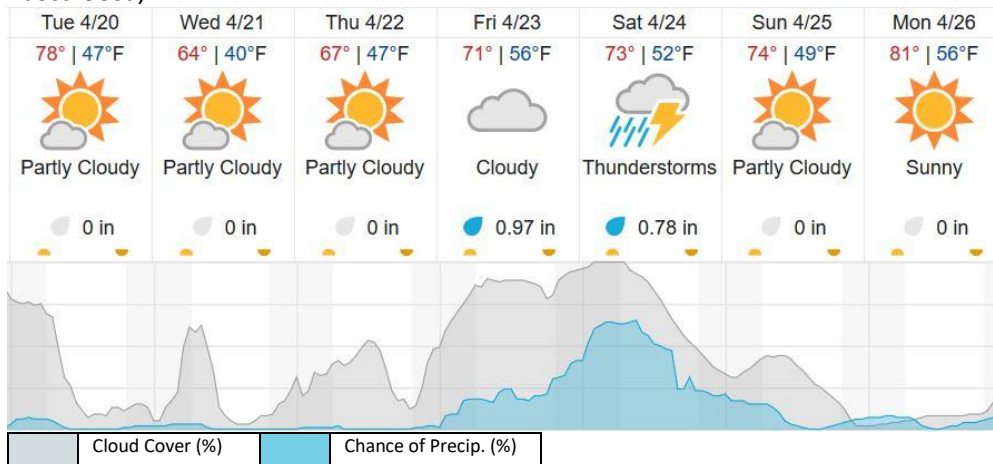 Tue 4/20 Wed 4/21 Thu 4/22 Fri 4/23 Sat 4/24 Sun 4/25 Mon 4/26
78° | 47°F 64° | 40°F 67° | 47°F 71° | 56°F 73° | 52°F 74° | 49°F 81° | 56°F
Partly Cloudy Partly Cloudy Partly Cloudy Cloudy Thunderstorms Partly Cloudy Sunny
0 in 0 in 0 in 0.97 in 0.78 in 0 in 0 in
Cloud Cover (%) Chance of Precip. (%)